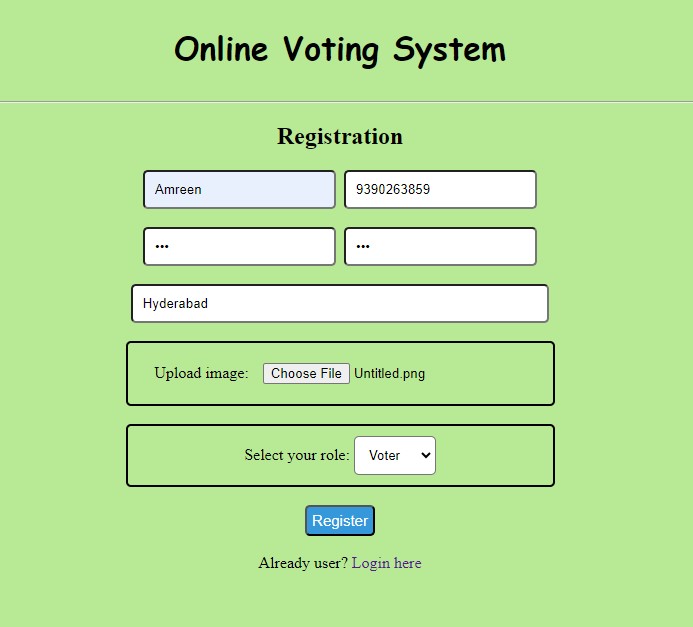 Online Voting System
Registration
Amreen 9390263859
••• •••
Hyderabad
Upload image: Choose File Untitled.png
Select your role: Voter
Register
Already user? Login here